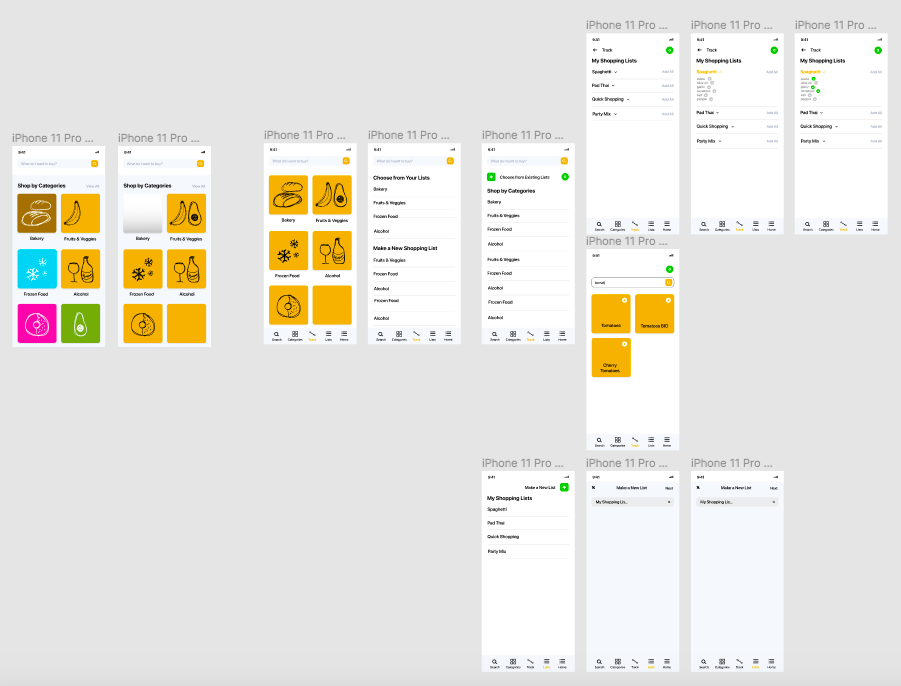 iPhone 11 Pro ...
9:41
What do I want to buy?
Shop by Categories View All
Bakery Fruits & Veggies
Frozen Food Alcohol
iPhone 11 Pro ...
9:41
What do I want to buy?
Shop by Categories View All
Bakery Fruits & Veggies
Frozen Food Alcohol
iPhone 11 Pro ...
9:41
What do I want to buy?
Bakery Fruits & Veggies
Frozen Food Alcohol
Search Categories Track Lists Home
iPhone 11 Pro ...
9:41
What do I want to buy?
Choose from Your Lists
Bakery
Fruits & Veggies
Frozen Food
Alcohol
Make a New Shopping List
Fruits & Veggies
Frozen Food
Alcohol
Frozen Food
Alcohol
Search Categories Track Lists Home
iPhone 11 Pro ...
9:41
What do I want to buy?
Choose from Existing Lists
Shop by Categories
Bakery
Fruits & Veggies
Frozen Food
Alcohol
Fruits & Veggies
Frozen Food
Alcohol
Frozen Food
Alcohol
Search Categories Track Lists Home
iPhone 11 Pro ...
9:41
Track
My Shopping Lists
Spaghetti Add All
Pad Thai Add All
Quick Shopping Add All
Party Mix Add All
Search Categories Track Lists Home
iPhone 11 Pro ...
9:41
Track
My Shopping Lists
Spaghetti Add All
Pad Thai Add All
Quick Shopping Add All
Party Mix Add All
Search Categories Track Lists Home
iPhone 11 Pro ...
9:41
Track
My Shopping Lists
Spaghetti Add All
Pad Thai Add All
Quick Shopping Add All
Party Mix Add All
Search Categories Track Lists Home
iPhone 11 Pro ...
9:41
Tomatoes Tomatoes BIO
Cherry
Tomatoes
Search Categories Track Lists Home
iPhone 11 Pro ...
9:41
Make a New List
My Shopping Lists
Spaghetti
Pad Thai
Quick Shopping
Party Mix
Search Categories Track Lists Home
iPhone 11 Pro ...
9:41
Make a New List Next
My Shopping Lis...
Search Categories Track Lists Home
iPhone 11 Pro ...
9:41
Make a New List Next
My Shopping Lis...
Search Categories Track Lists Home